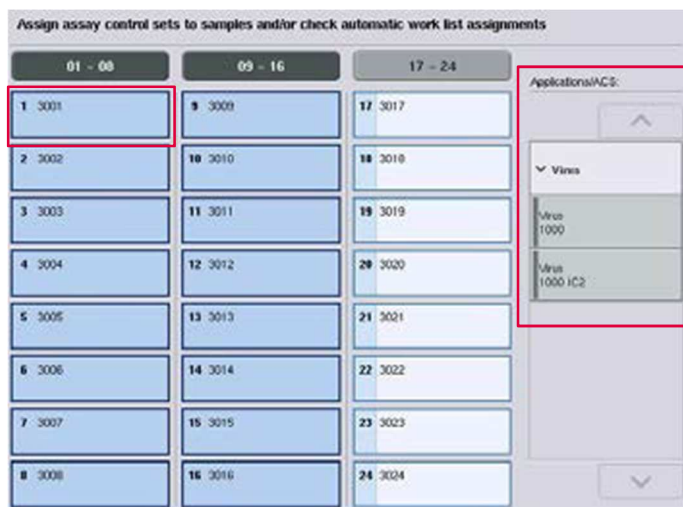 Assign assay control sets to samples and/or check automatic work list assignments
01 - 08
09 - 16
17 - 24
Applications/ACS:
1 3001
9 3009
17 3017
2 3002
10 3010
18 3018
Virus
3 3003
11 3011
19 3019
Virus
1000
4 3004
12 3012
20 3020
Virus
1000 IC2
5 3005
13 3013
21 3021
6 3006
14 3014
22 3022
7 3007
15 3015
23 3023
8 3008
16 3016
24 3024